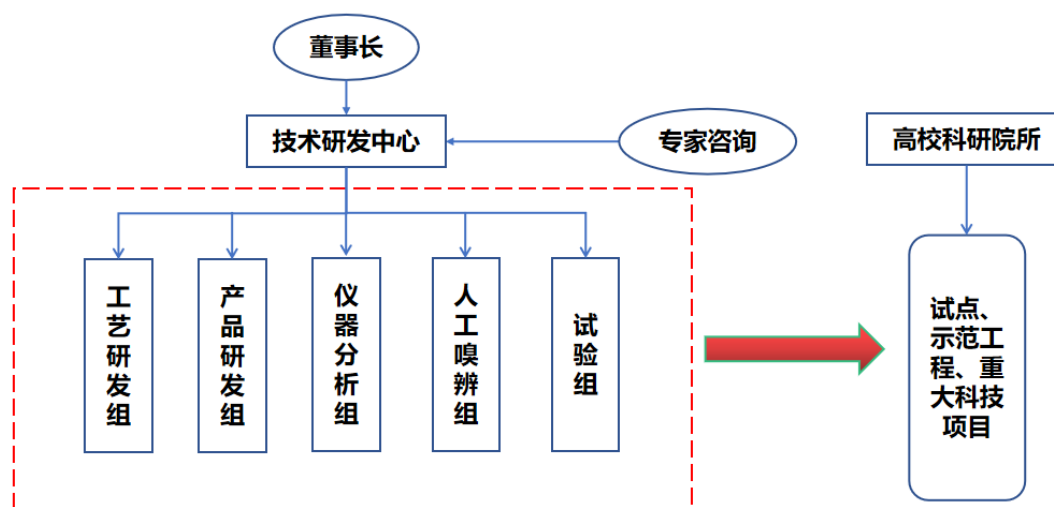 董事长
技术研发中心
专家咨询
高校科研院所
工艺研发组
产品研发组
仪器分析组
人工嗅辨组
试验组
试点、
示范工
程、重
大科技
项目